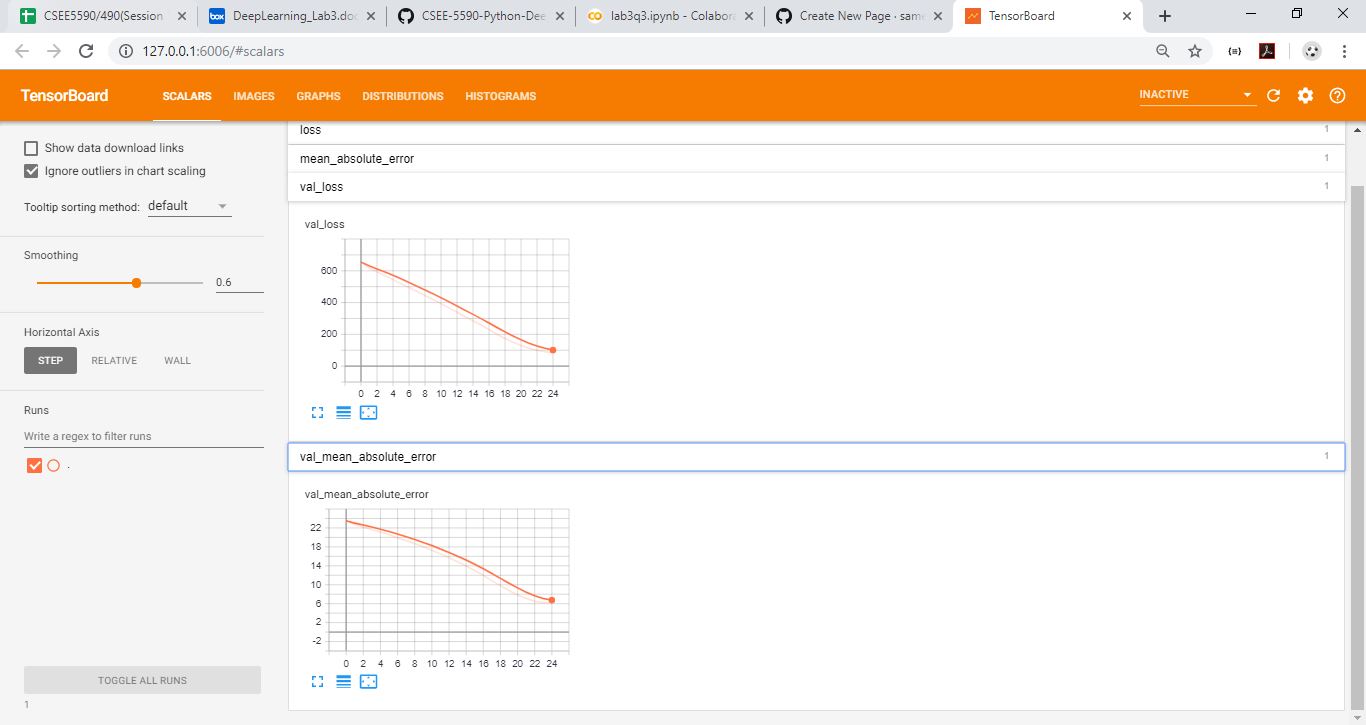 CSEE5590/490(Session
DeepLearning_Lab3.doc
CSEE-5590-Python-Dee
lab3q3.ipynb - Colabora
Create New Page · same
TensorBoard
127.0.0.1:6006/#scalars
TensorBoard
SCALARS
IMAGES
GRAPHS
DISTRIBUTIONS
HISTOGRAMS
INACTIVE
Show data download links
Ignore outliers in chart scaling
Tooltip sorting method: default
Smoothing
0.6
Horizontal Axis
STEP
RELATIVE
WALL
Runs
Write a regex to filter runs
.
TOGGLE ALL RUNS
1
loss 1
mean_absolute_error 1
val_loss 1
val_loss
600
400
200
0
0 2 4 6 8 10 12 14 16 18 20 22 24
val_mean_absolute_error 1
val_mean_absolute_error
22
18
14
10
6
2
-2
0 2 4 6 8 10 12 14 16 18 20 22 24